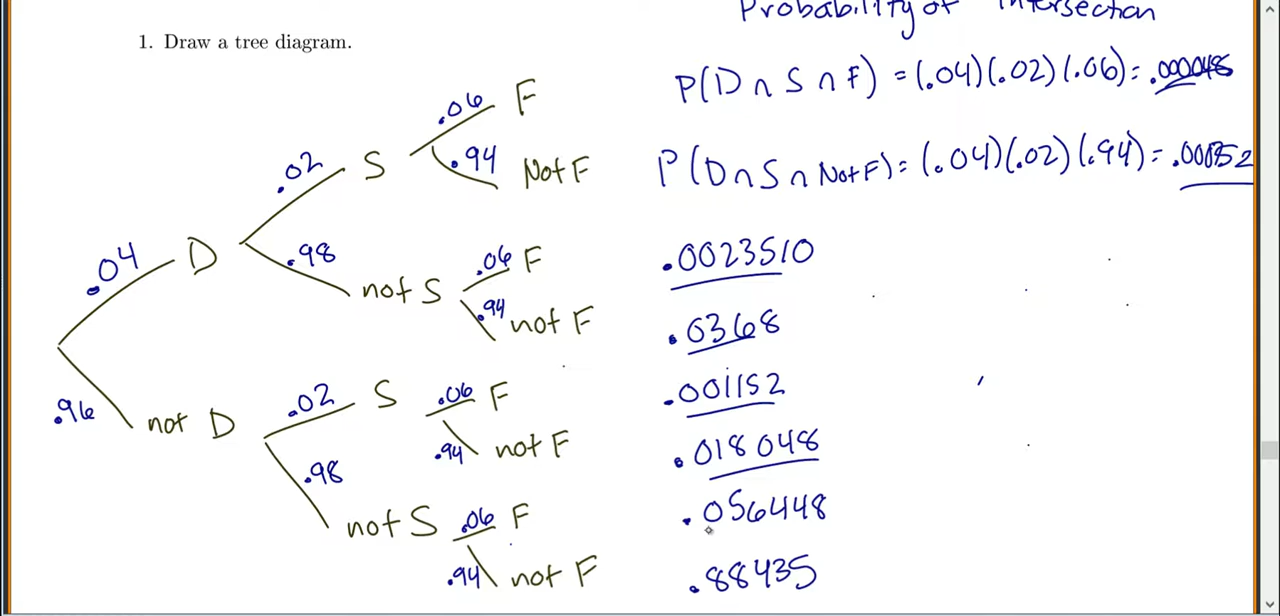 Probability of Intersection
1. Draw a tree diagram.
P(D ∩ S ∩ F) = (.04)(.02)(.06) = .000048
P(D ∩ S ∩ Not F) = (.04)(.02)(.94) =
.04 D
.02 S
.06 F
.94 Not F
.98 not S
.06 F
.94 not F
.96 not D
.02 S
.06 F
.94 not F
.98 not S
.06 F
.94 not F
.0023510
.0368
.001152
.018048
.056448
.88435